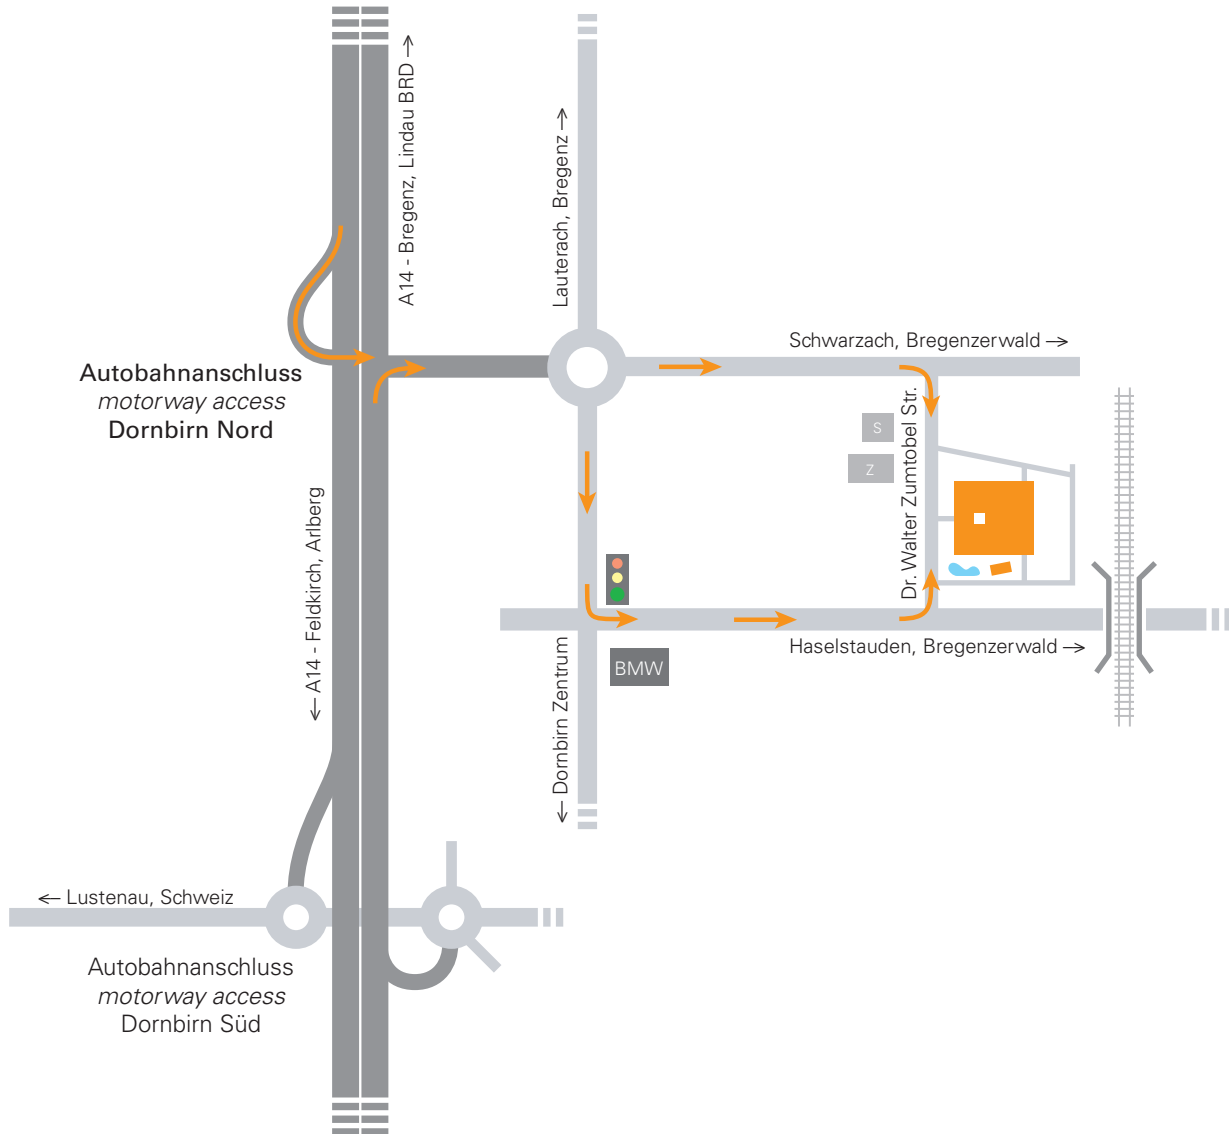 A14 - Bregenz, Lindau BRD →
Lauterach, Bregenz →
Schwarzach, Bregenzerwald →
Autobahnanschluss
motorway access
Dornbirn Nord
Dr. Walter Zumtobel Str.
S
Z
← A14 - Feldkirch, Arlberg
BMW
Haselstauden, Bregenzerwald →
← Dornbirn Zentrum
← Lustenau, Schweiz
Autobahnanschluss
motorway access
Dornbirn Süd